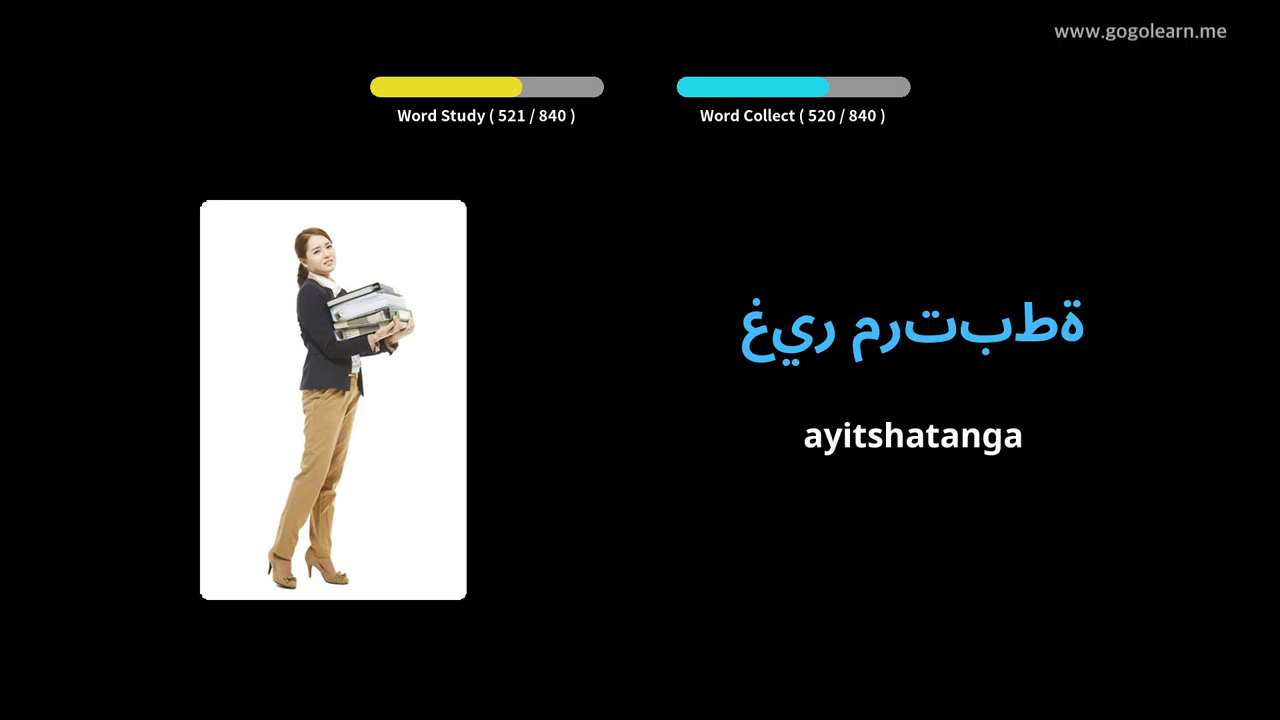 www.gogolearn.me
Word Study ( 521 / 840 )
Word Collect ( 520 / 840 )
غير مرتبطة
ayitshatanga